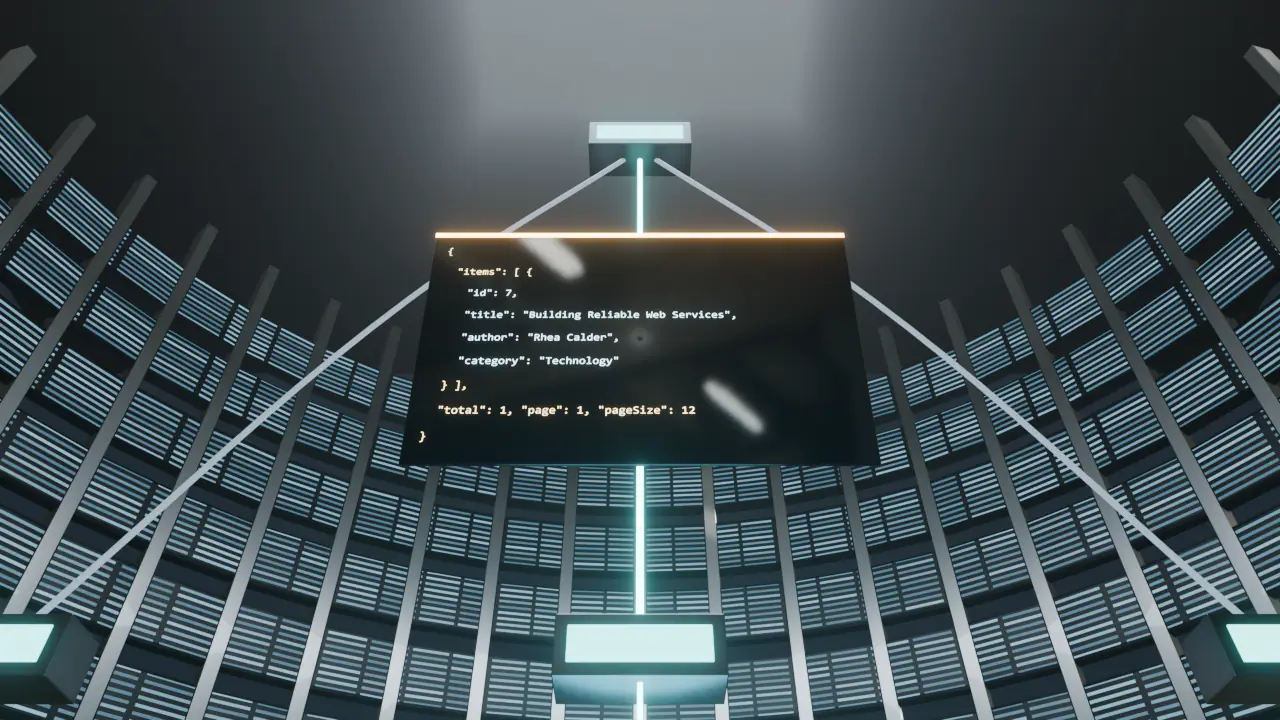 {
"items": [ {
"id": 7,
"title": "Building Reliable Web Services",
"author": "Rhea Calder",
"category": "Technology"
} ],
"total": 1, "page": 1, "pageSize": 12
}